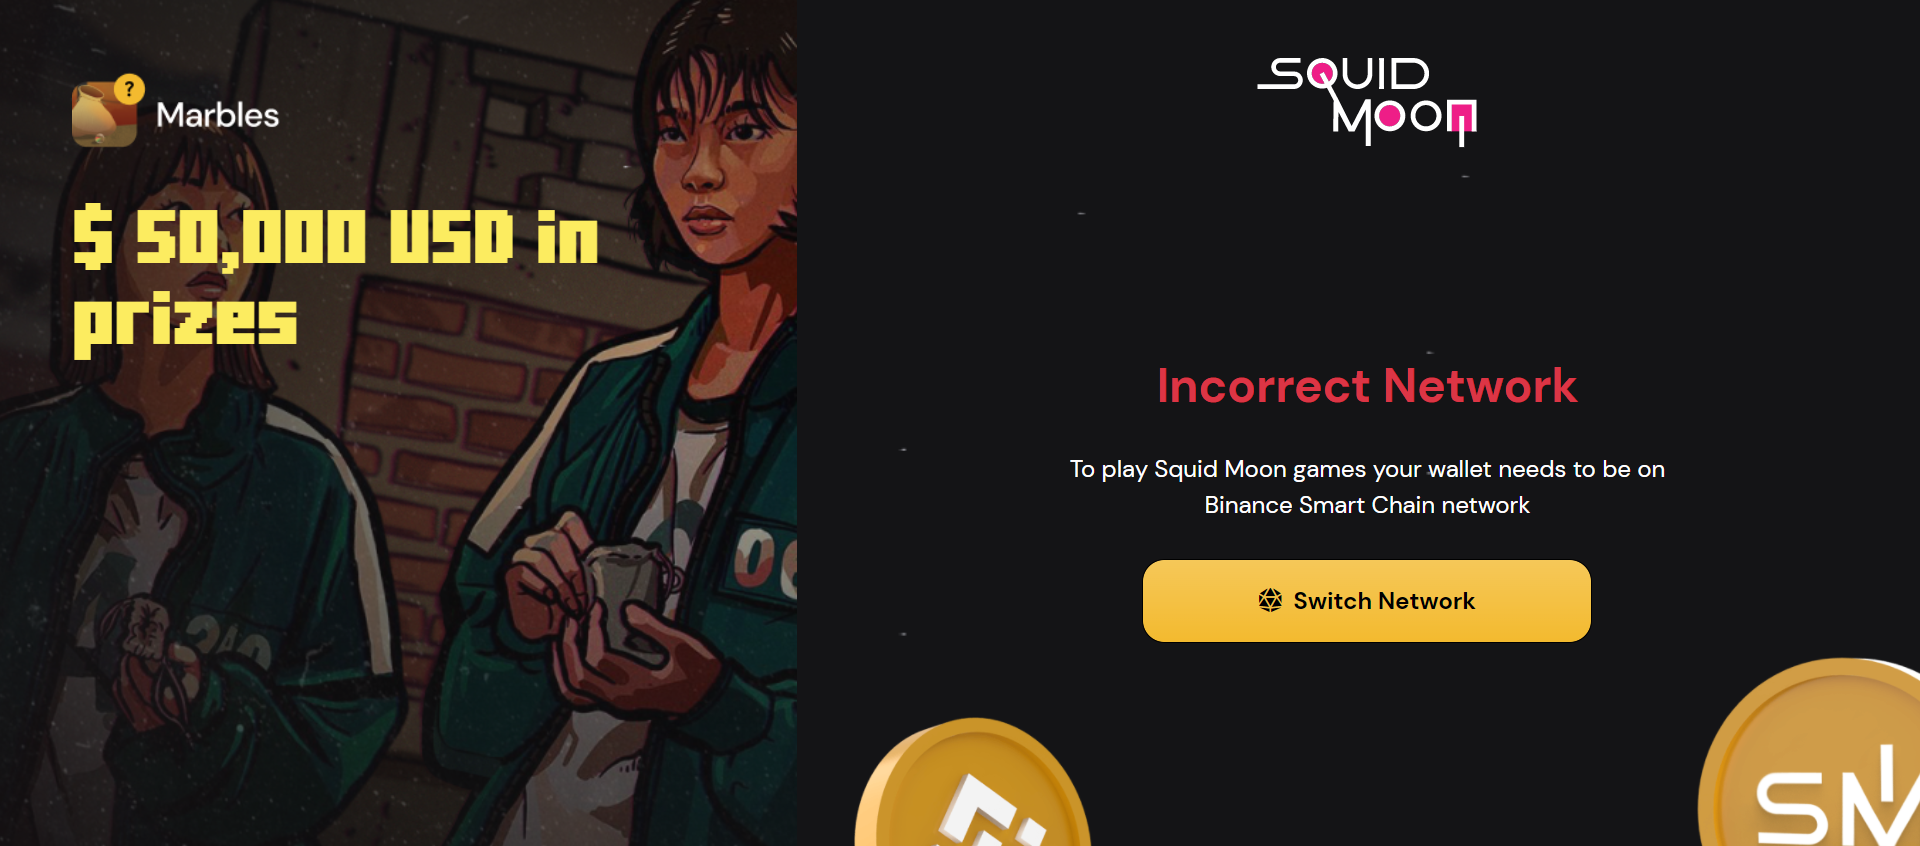 ?
Marbles
$ 50,000 USD in
prizes
SQUID
MOON
Incorrect Network
To play Squid Moon games your wallet needs to be on
Binance Smart Chain network
Switch Network
SM